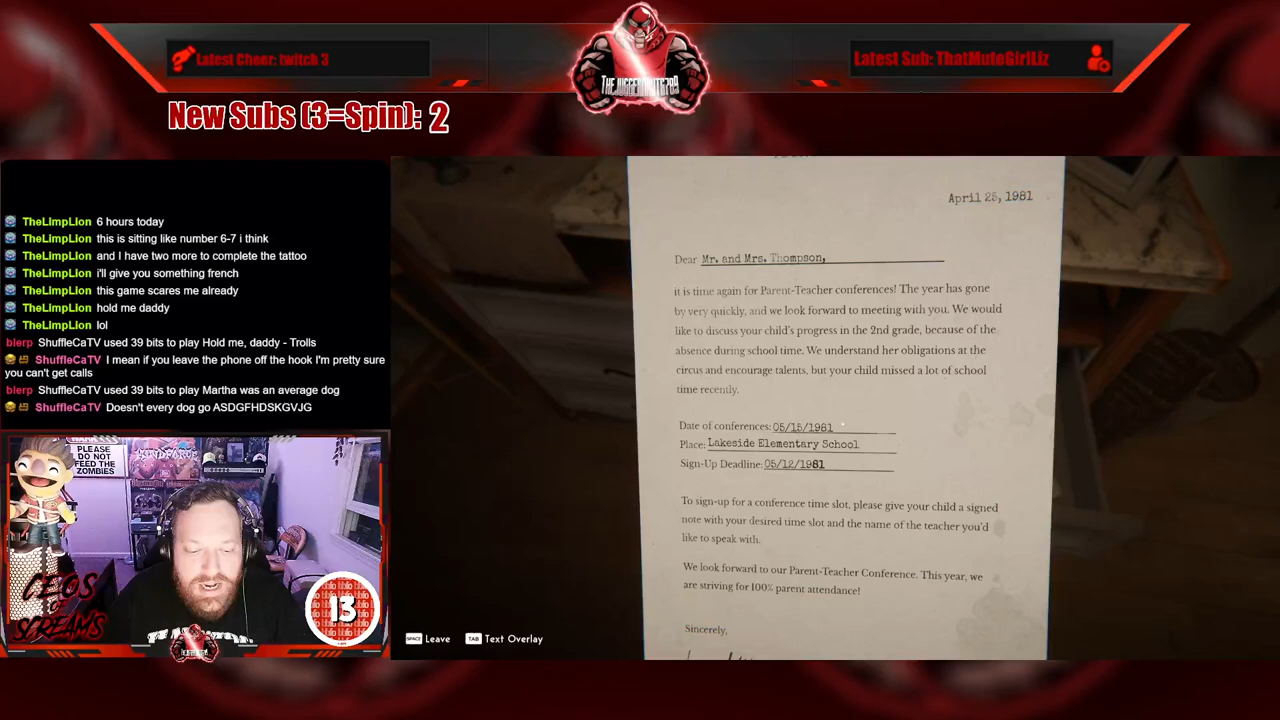 Latest Cheer: twitch 3
THEJUGGERNUTS789
Latest Sub: ThatMuteGirlLiz
New Subs (3=Spin): 2
TheLimpLion 6 hours today
TheLimpLion this is sitting like number 6-7 i think
TheLimpLion and I have two more to complete the tattoo
TheLimpLion i'll give you something french
TheLimpLion this game scares me already
TheLimpLion hold me daddy
TheLimpLion lol
blerp ShuffleCaTV used 39 bits to play Hold me, daddy - Trolls
ShuffleCaTV I mean if you leave the phone off the hook I'm pretty sure
you can't get calls
blerp ShuffleCaTV used 39 bits to play Martha was an average dog
ShuffleCaTV Doesn't every dog go ASDGFHDSKGVJG
PLEASE
DO NOT
FEED THE
ZOMBIES
MINDFORCE
CEOS
OF
SCREAMS
13
April 25, 1981
Dear Mr. and Mrs. Thompson,
it is time again for Parent-Teacher conferences! The year has gone
by very quickly, and we look forward to meeting with you. We would
like to discuss your child's progress in the 2nd grade, because of the
absence during school time. We understand her obligations at the
circus and encourage talents, but your child missed a lot of school
time recently.
Date of conferences: 05/15/1981
Place: Lakeside Elementary School
Sign-Up Deadline: 05/12/1981
To sign-up for a conference time slot, please give your child a signed
note with your desired time slot and the name of the teacher you'd
like to speak with.
We look forward to our Parent-Teacher Conference. This year, we
are striving for 100% parent attendance!
Sincerely,
SPACE Leave TAB Text Overlay